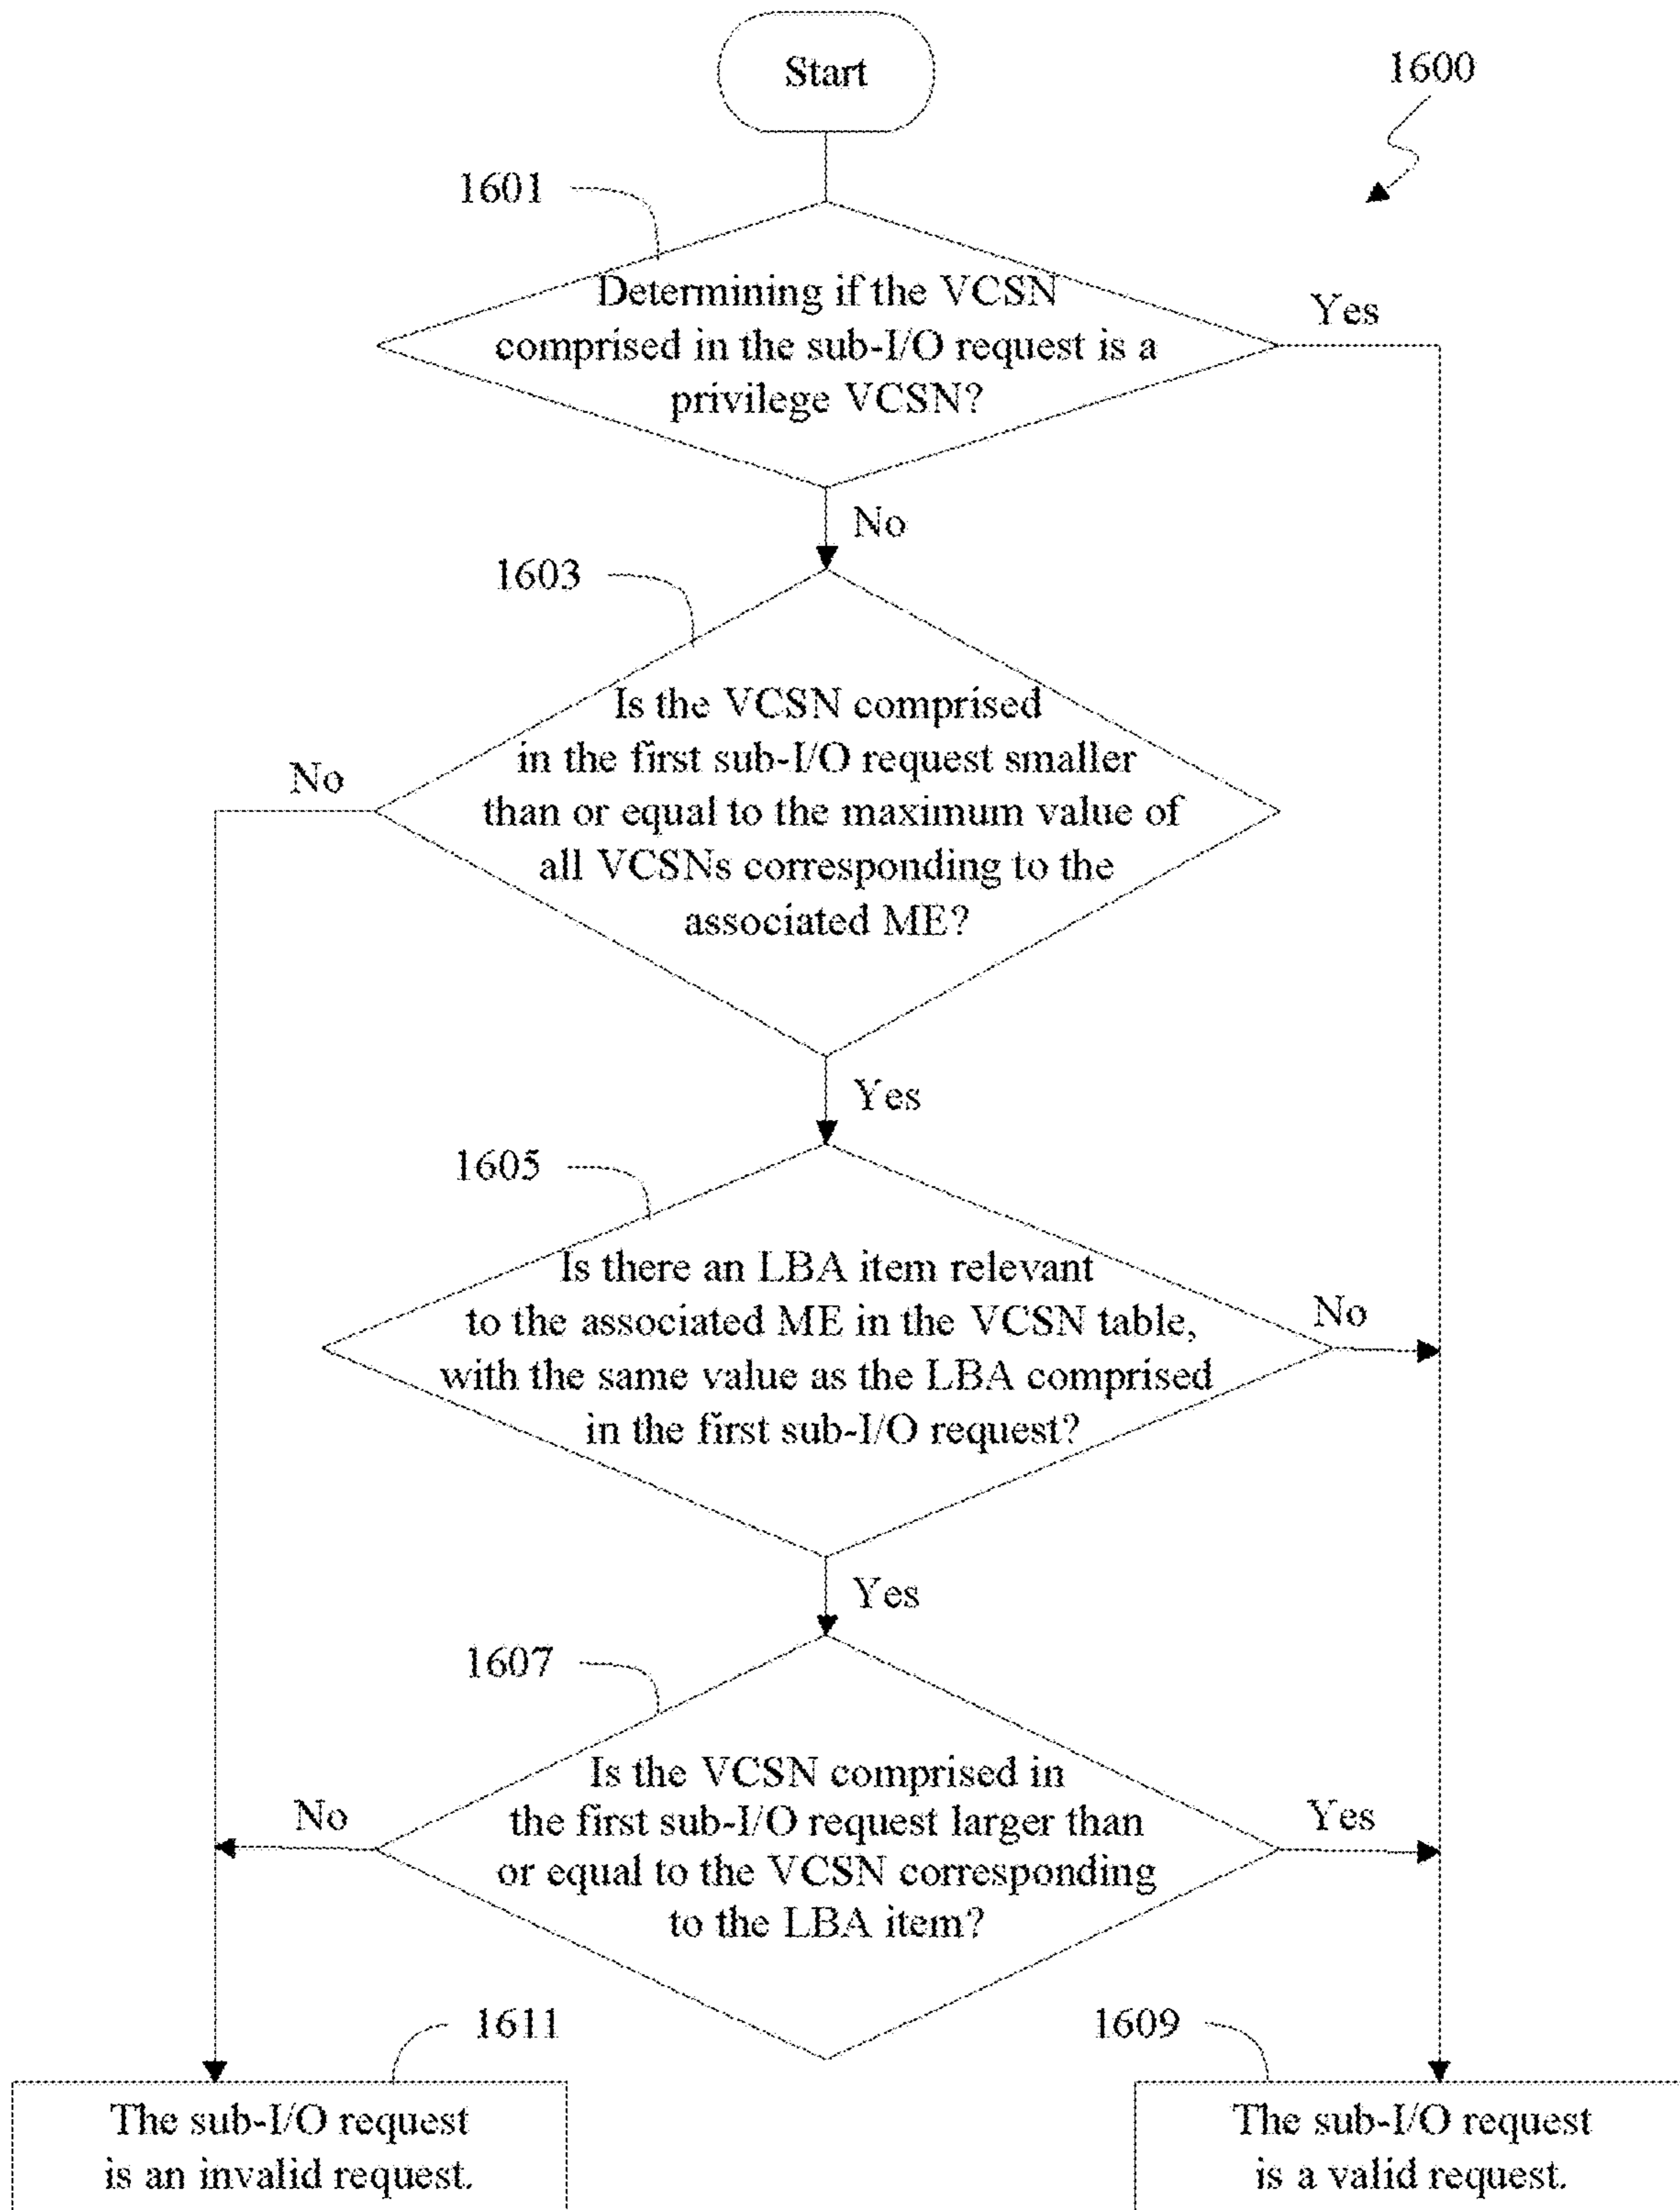 Start
1600
1601
Determining if the VCSN
comprised in the sub-I/O request is a
privilege VCSN?
Yes
No
1603
Is the VCSN comprised
in the first sub-I/O request smaller
than or equal to the maximum value of
all VCSNs corresponding to the
associated ME?
No
Yes
1605
Is there an LBA item relevant
to the associated ME in the VCSN table,
with the same value as the LBA comprised
in the first sub-I/O request?
No
Yes
1607
Is the VCSN comprised in
the first sub-I/O request larger than
or equal to the VCSN corresponding
to the LBA item?
No
Yes
1611
1609
The sub-I/O request
is an invalid request.
The sub-I/O request
is a valid request.